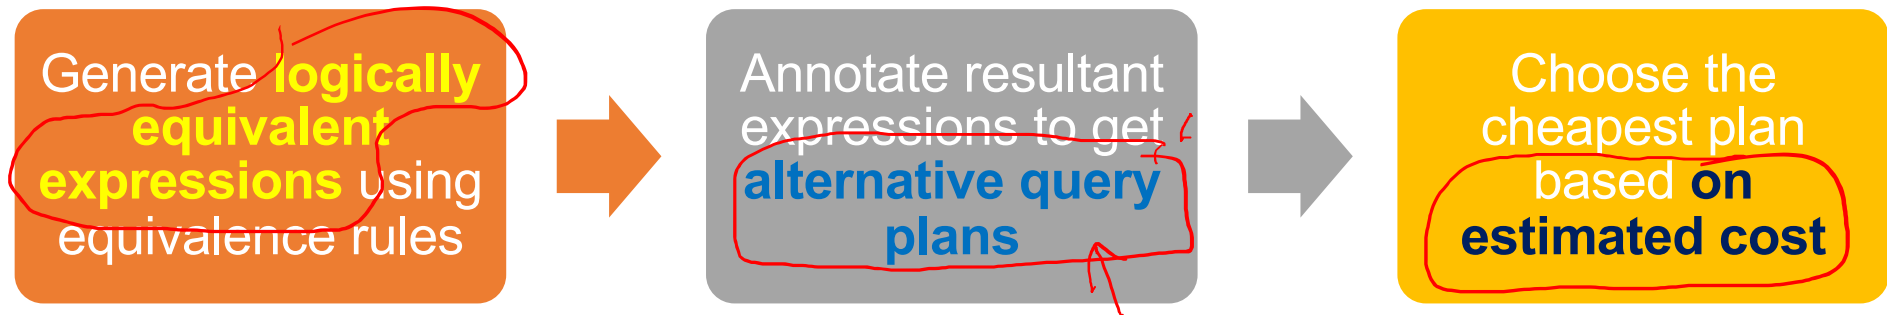 Generate logically
equivalent
expressions using
equivalence rules
Annotate resultant
expressions to get
alternative query
plans
Choose the
cheapest plan
based on
estimated cost